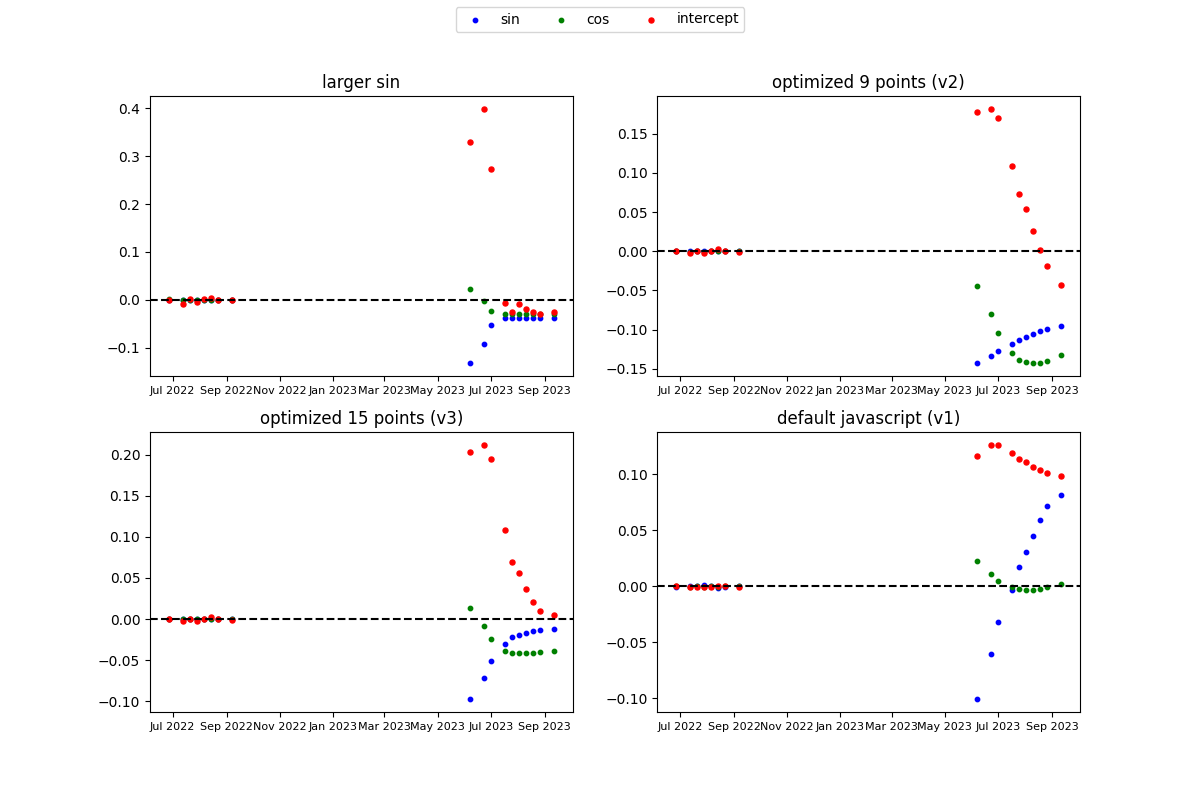 sin cos intercept
larger sin
0.4
0.3
0.2
0.1
0.0
−0.1
Jul 2022 Sep 2022 Nov 2022 Jan 2023 Mar 2023 May 2023 Jul 2023 Sep 2023
optimized 9 points (v2)
0.15
0.10
0.05
0.00
−0.05
−0.10
−0.15
Jul 2022 Sep 2022 Nov 2022 Jan 2023 Mar 2023 May 2023 Jul 2023 Sep 2023
optimized 15 points (v3)
0.20
0.15
0.10
0.05
0.00
−0.05
−0.10
Jul 2022 Sep 2022 Nov 2022 Jan 2023 Mar 2023 May 2023 Jul 2023 Sep 2023
default javascript (v1)
0.10
0.05
0.00
−0.05
−0.10
Jul 2022 Sep 2022 Nov 2022 Jan 2023 Mar 2023 May 2023 Jul 2023 Sep 2023